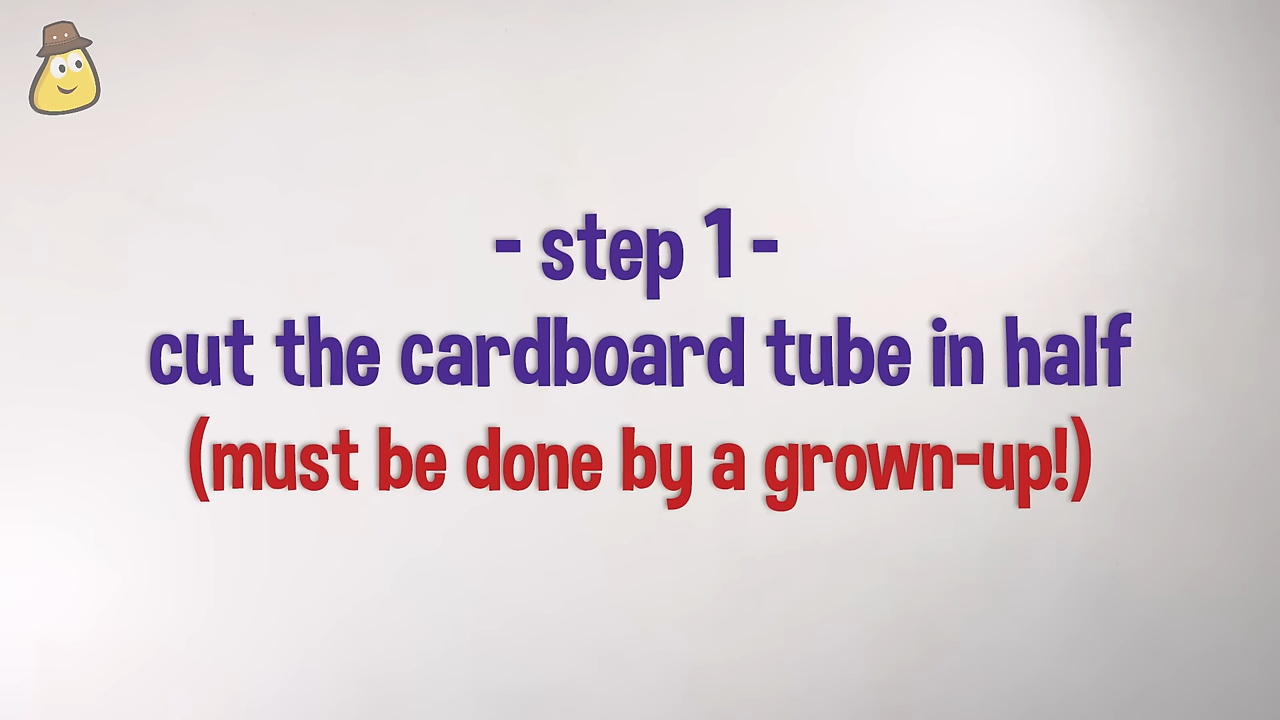 - step 1 -
cut the cardboard tube in half
(must be done by a grown-up!)